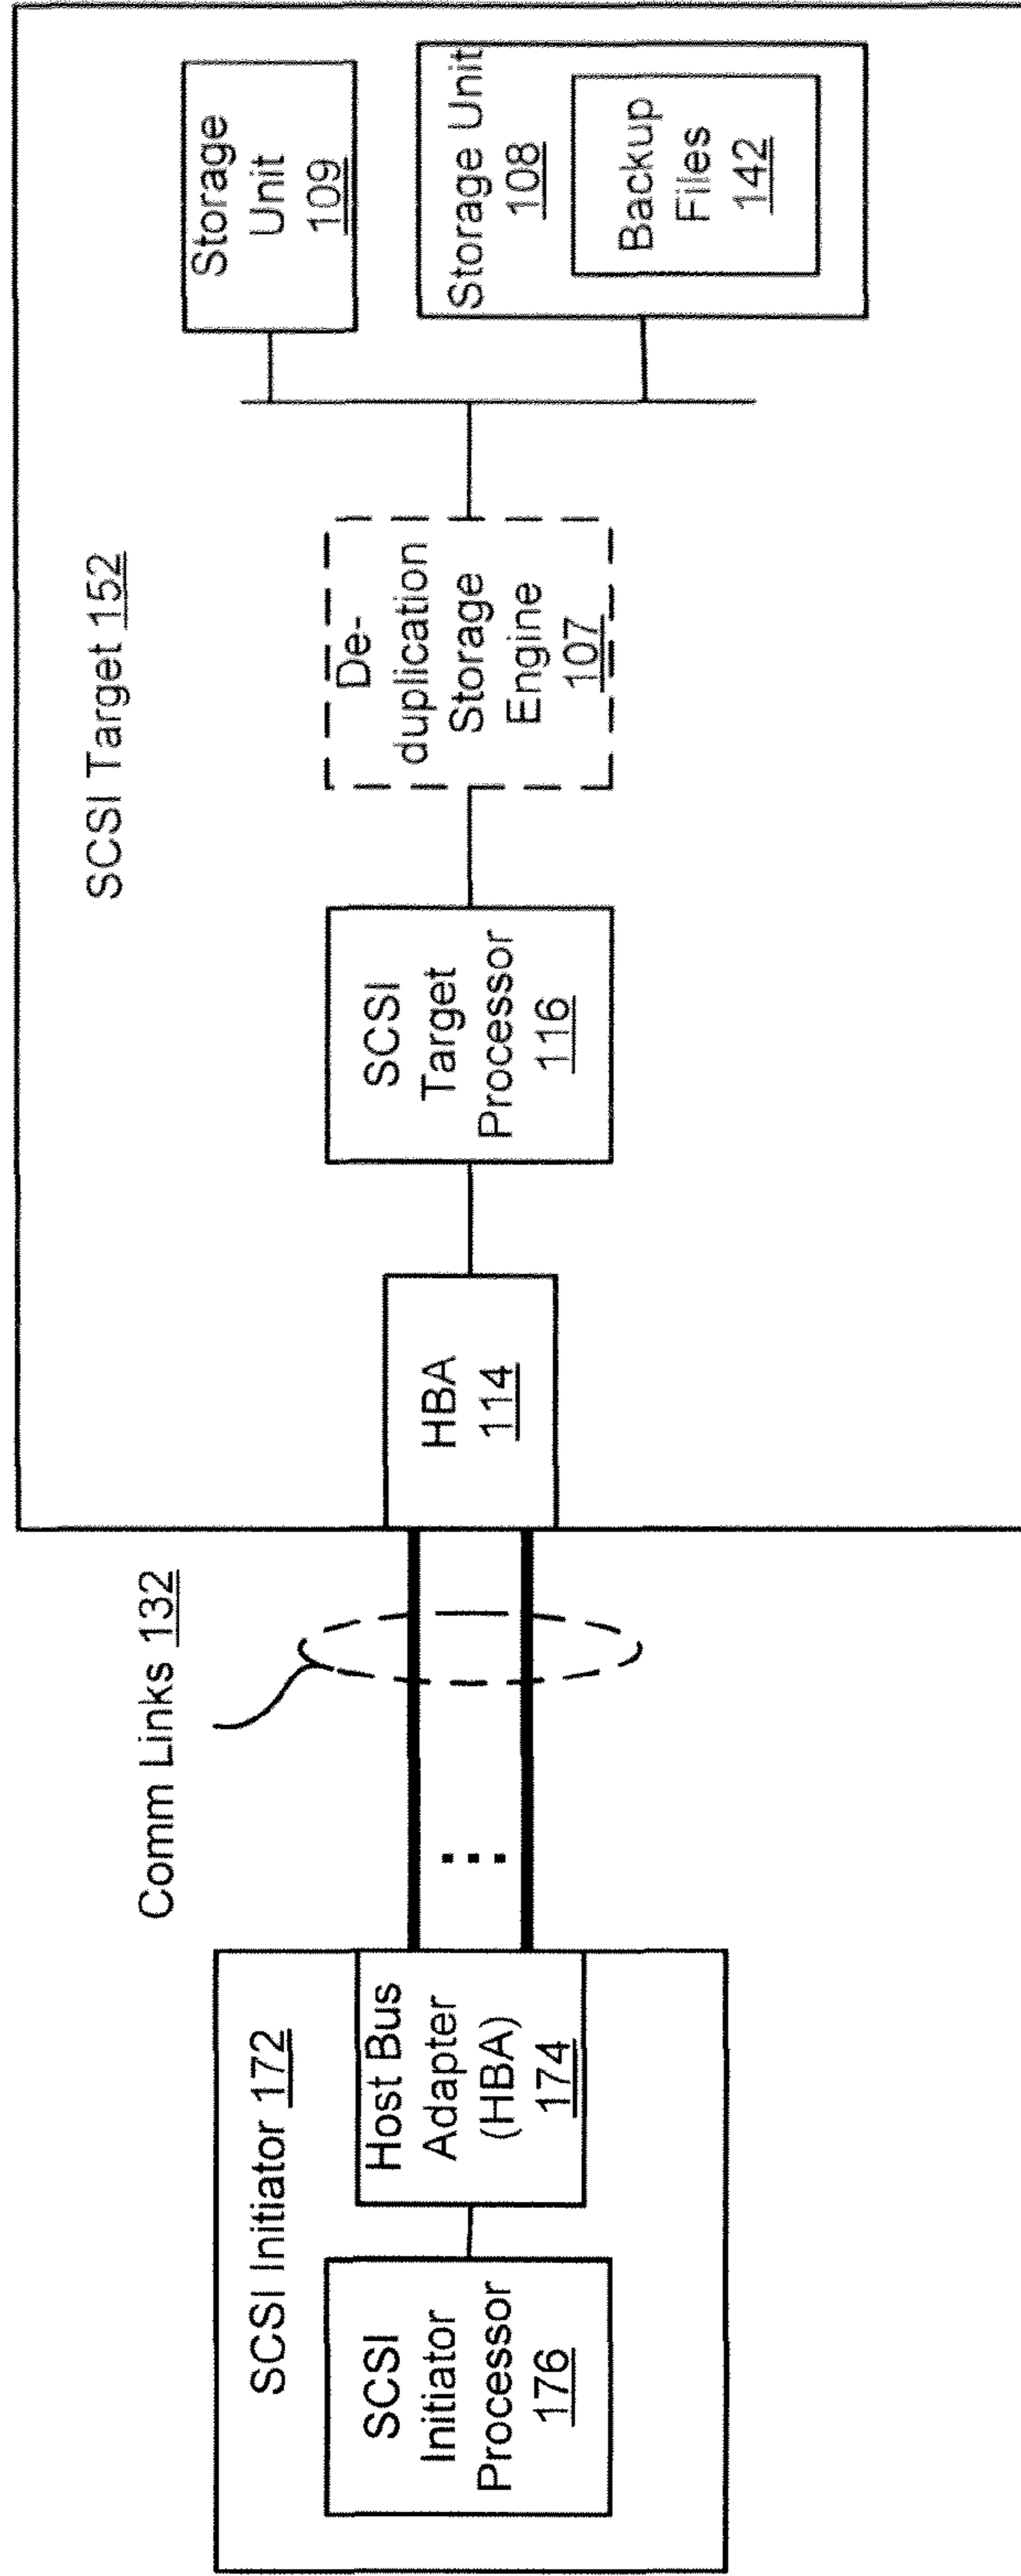 SCSI Initiator 172
SCSI
Initiator
Processor
176
Host Bus
Adapter
(HBA)
174
Comm Links 132
...
SCSI Target 152
HBA
114
SCSI
Target
Processor
116
De-
duplication
Storage
Engine
107
Storage
Unit
109
Storage Unit
108
Backup
Files
142